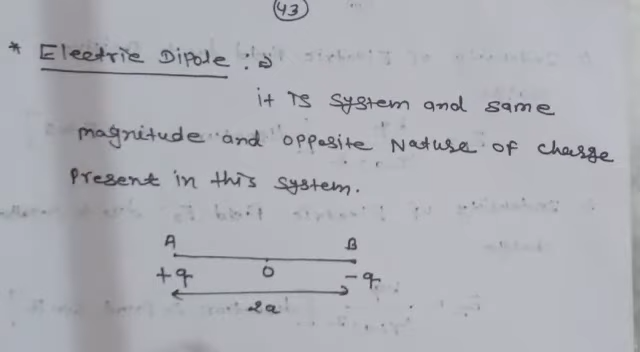 43
* Electric Dipole :→
it is system and same
magnitude and opposite Nature of charge
Present in this system.
A B
+q O -q
2a